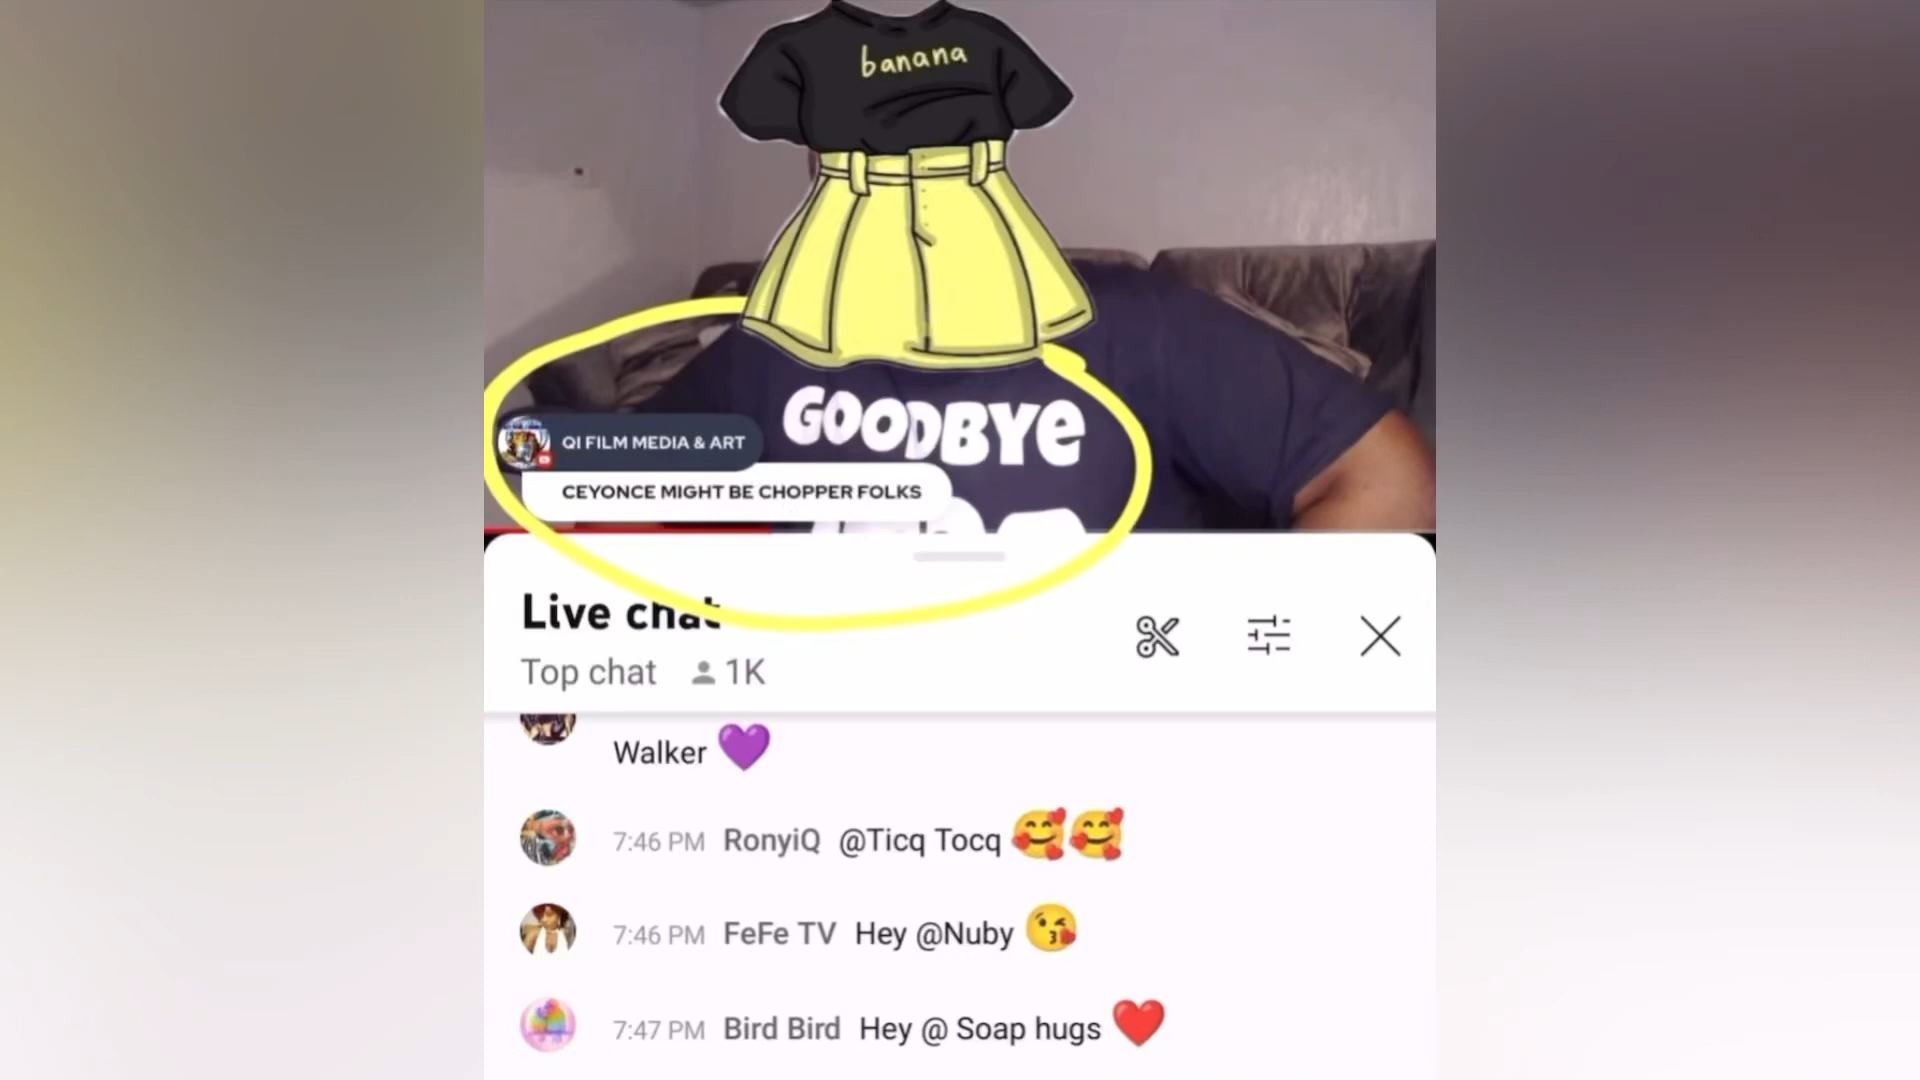 banana
GOODBYe
QI FILM MEDIA & ART
CEYONCE MIGHT BE CHOPPER FOLKS
Live chat
Top chat 1K
Walker 💜
7:46 PM RonyiQ @Ticq Tocq 🥰🥰
7:46 PM FeFe TV Hey @Nuby 😘
7:47 PM Bird Bird Hey @ Soap hugs ❤️